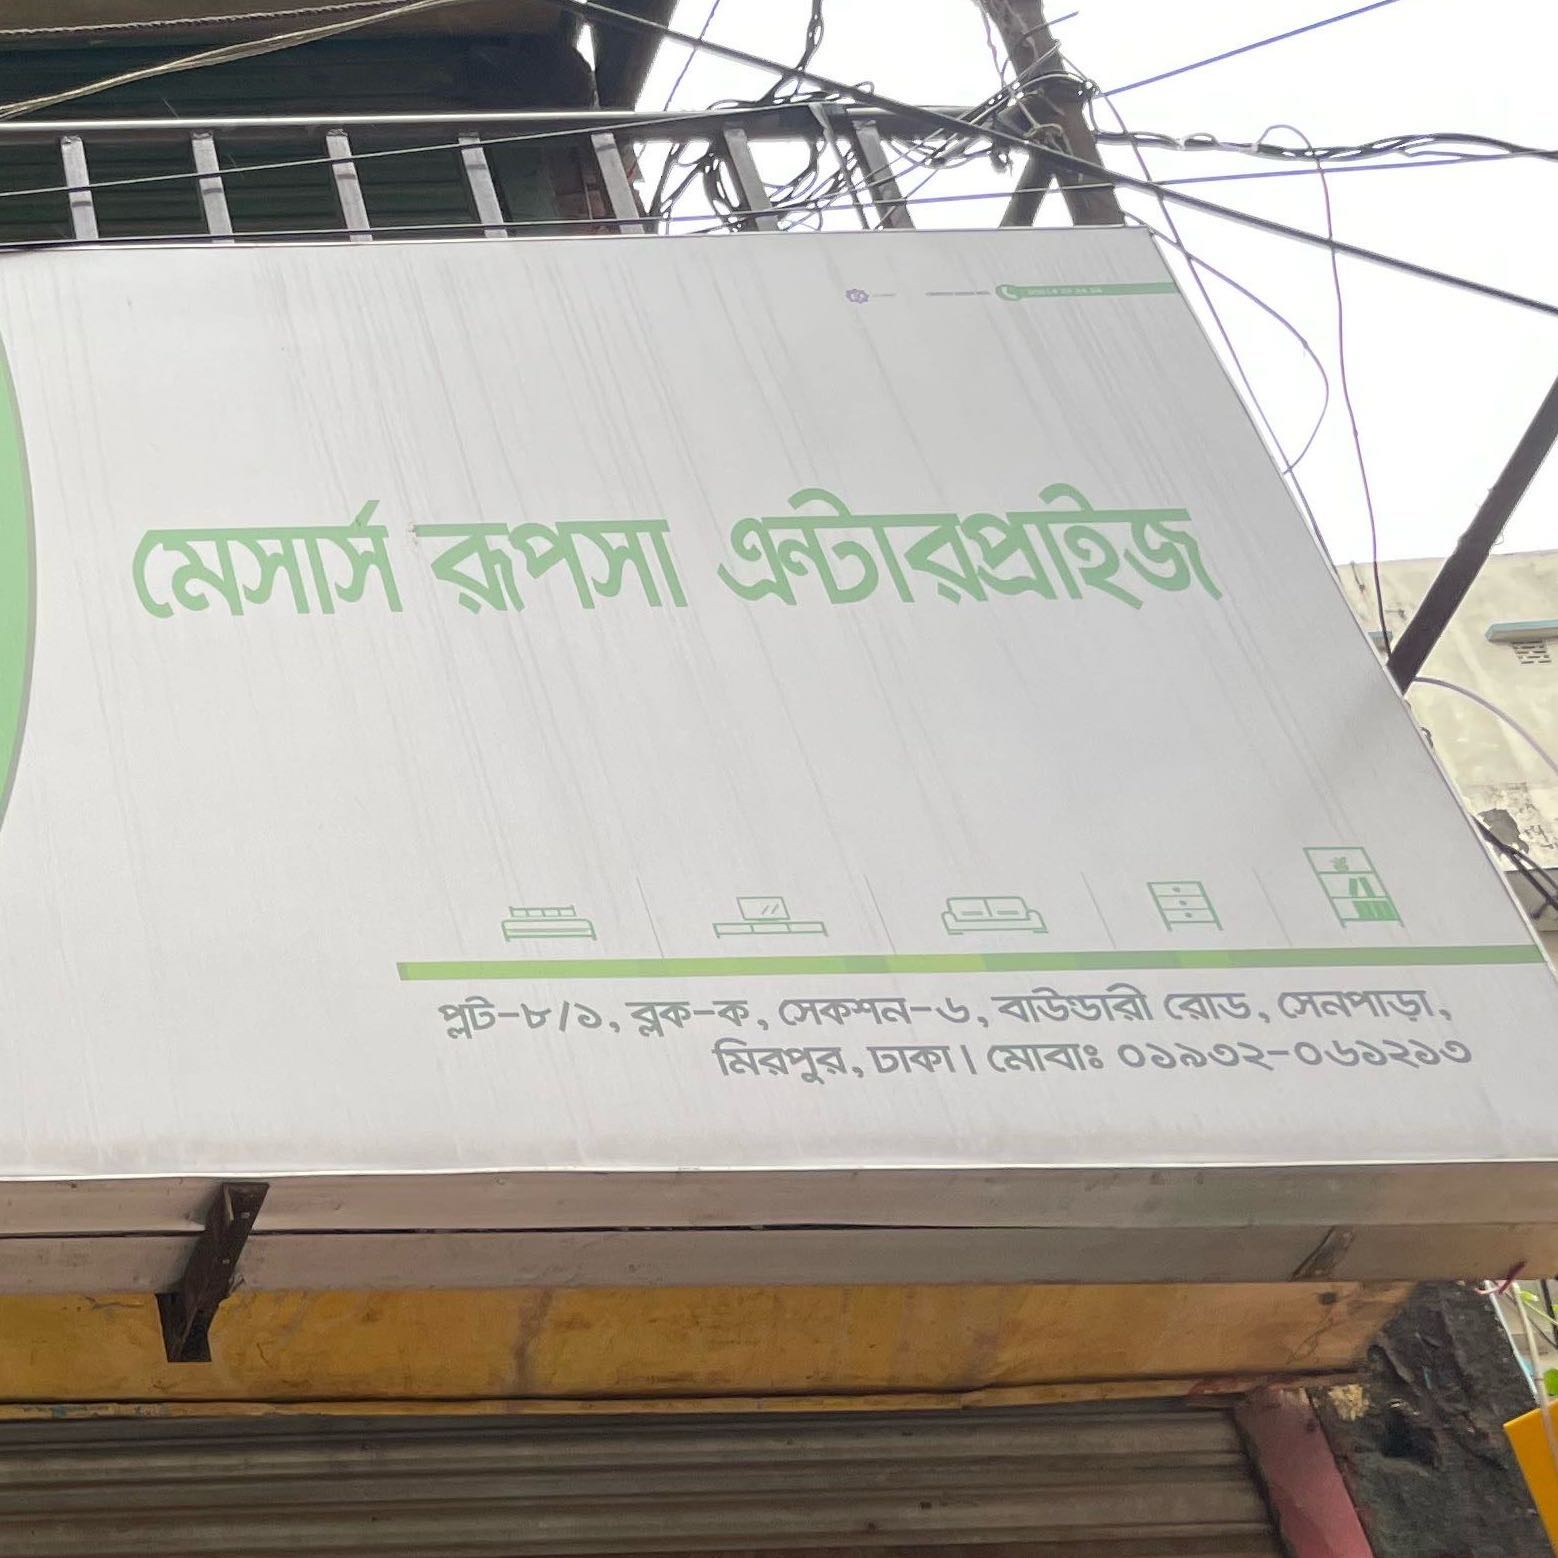 মেসার্স রূপসা এন্টারপ্রাইজ
প্লট-৮/১, ব্লক-ক, সেকশন-৬, বাউন্ডারী রোড, সেনপাড়া,
মিরপুর, ঢাকা। মোবাঃ ০১৯৩২-০৬১২১৩